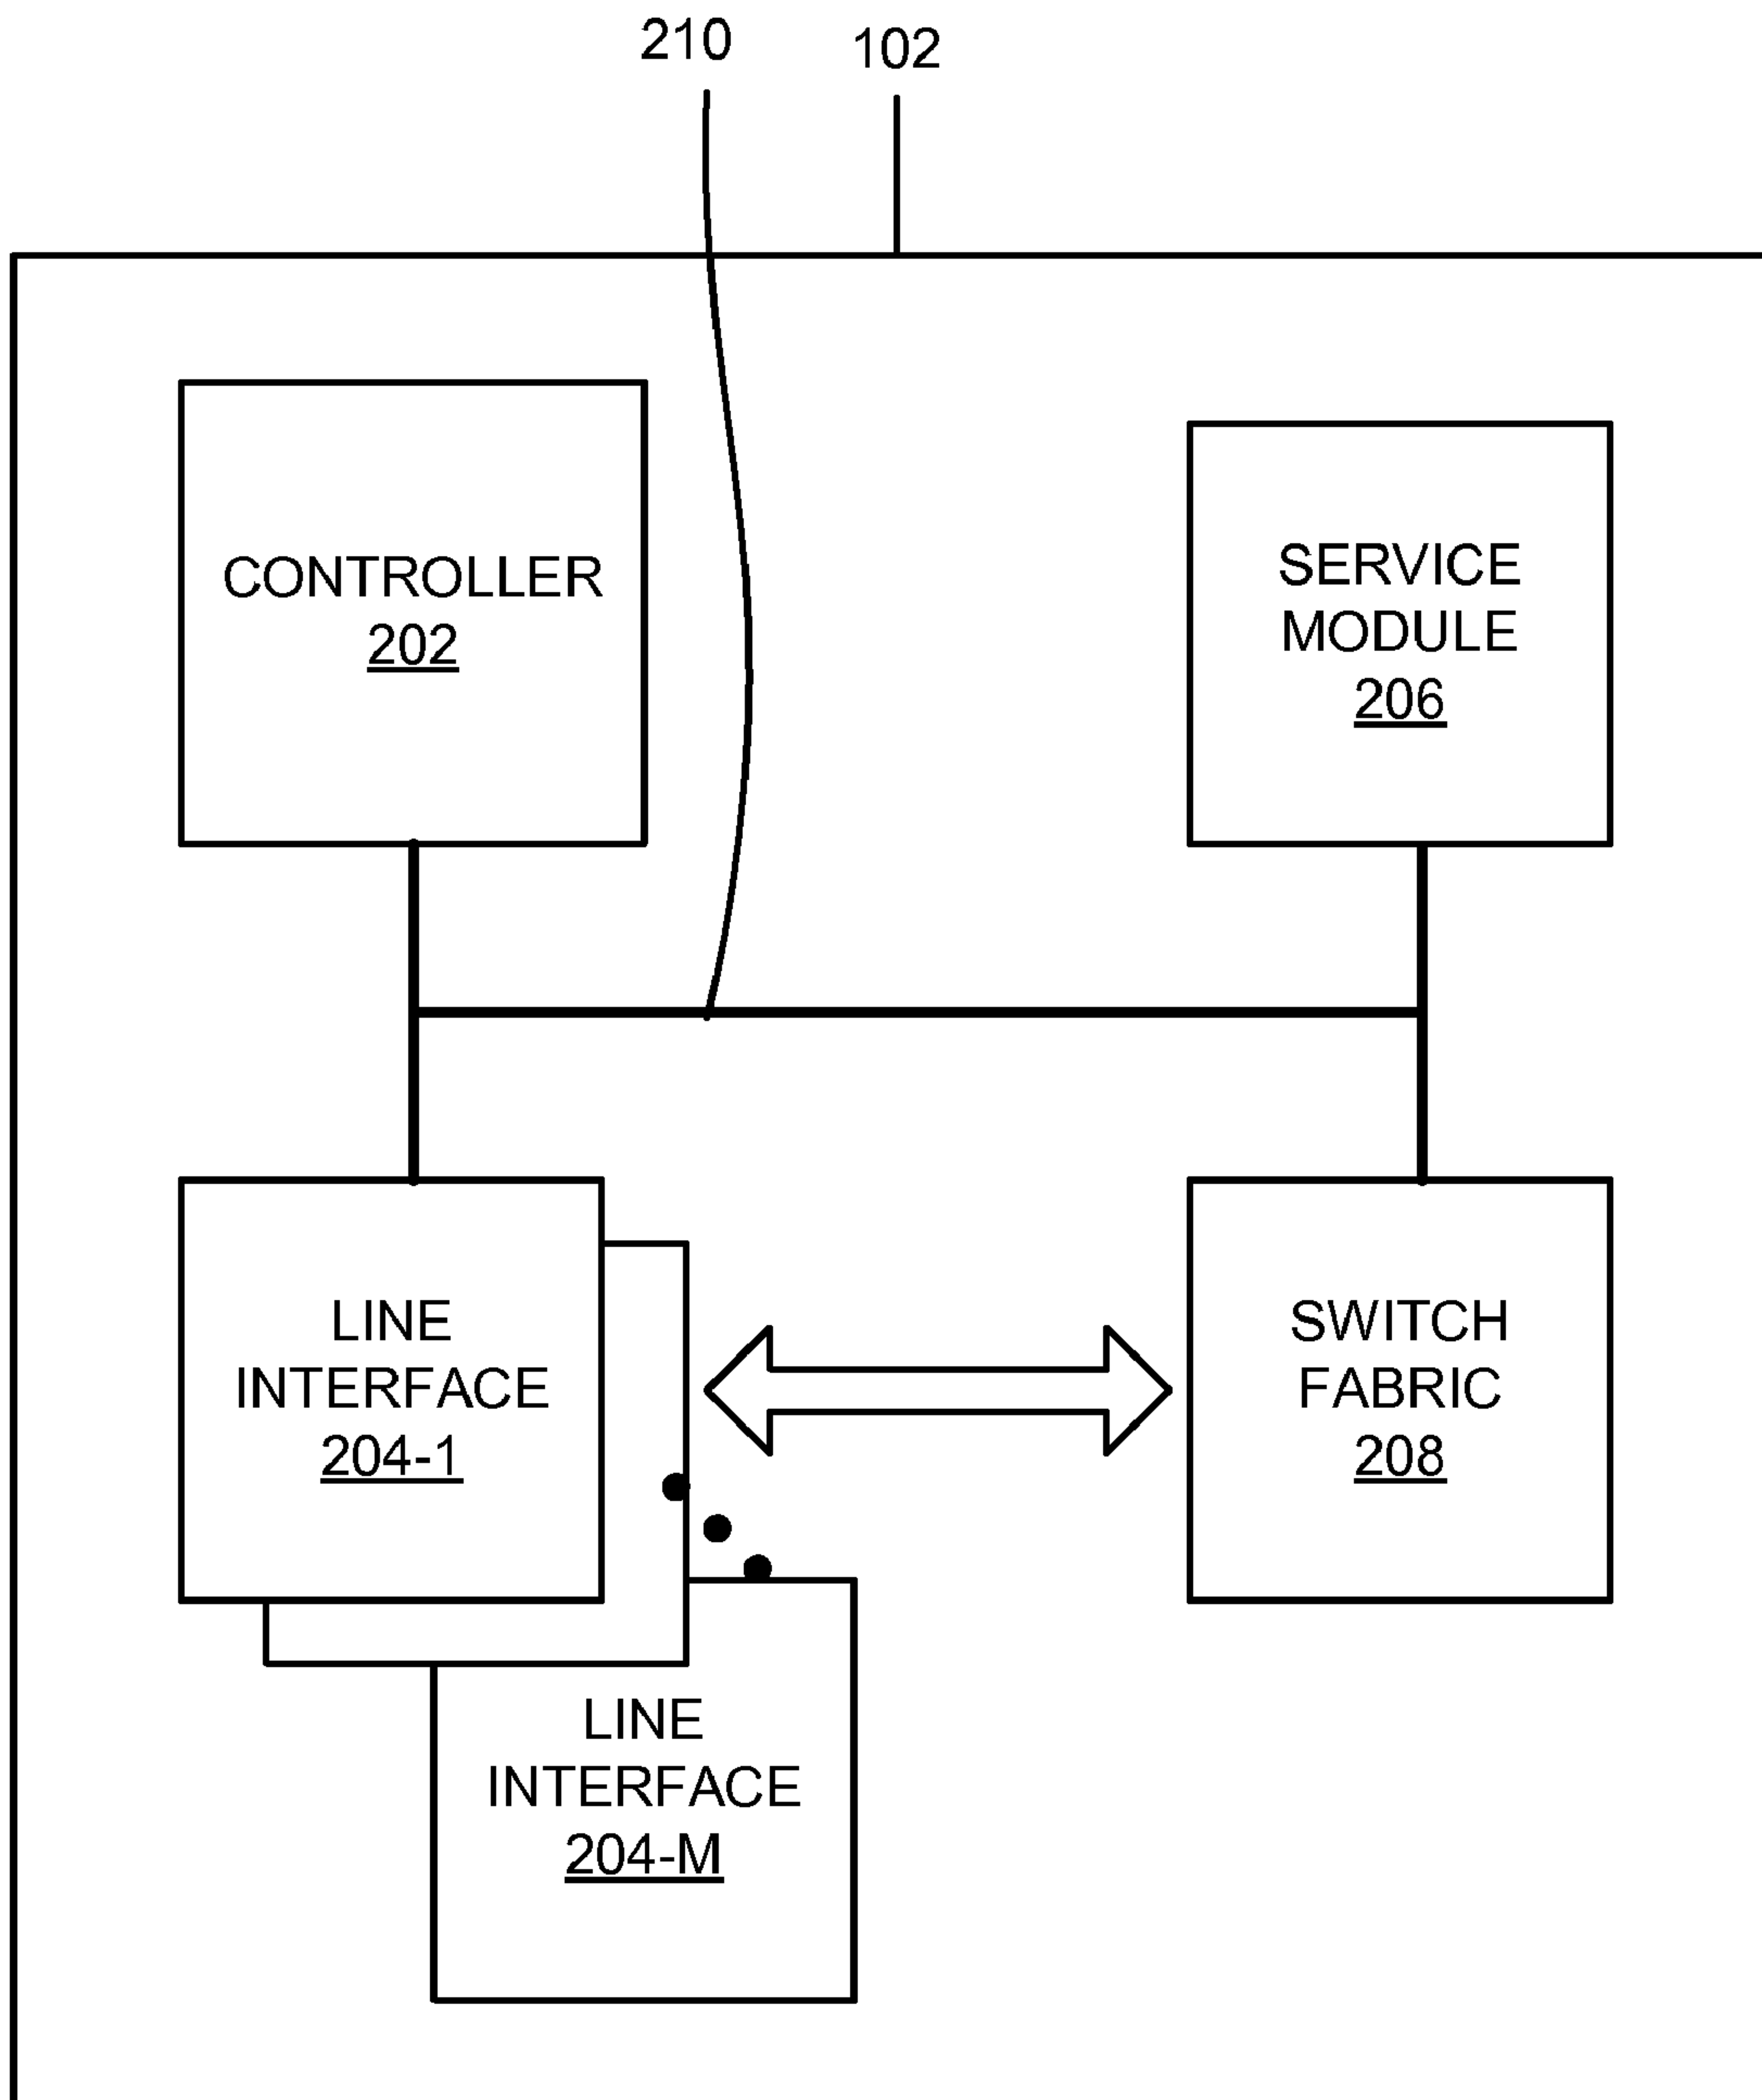 210
102
CONTROLLER
202
SERVICE
MODULE
206
LINE
INTERFACE
204-1
SWITCH
FABRIC
208
LINE
INTERFACE
204-M